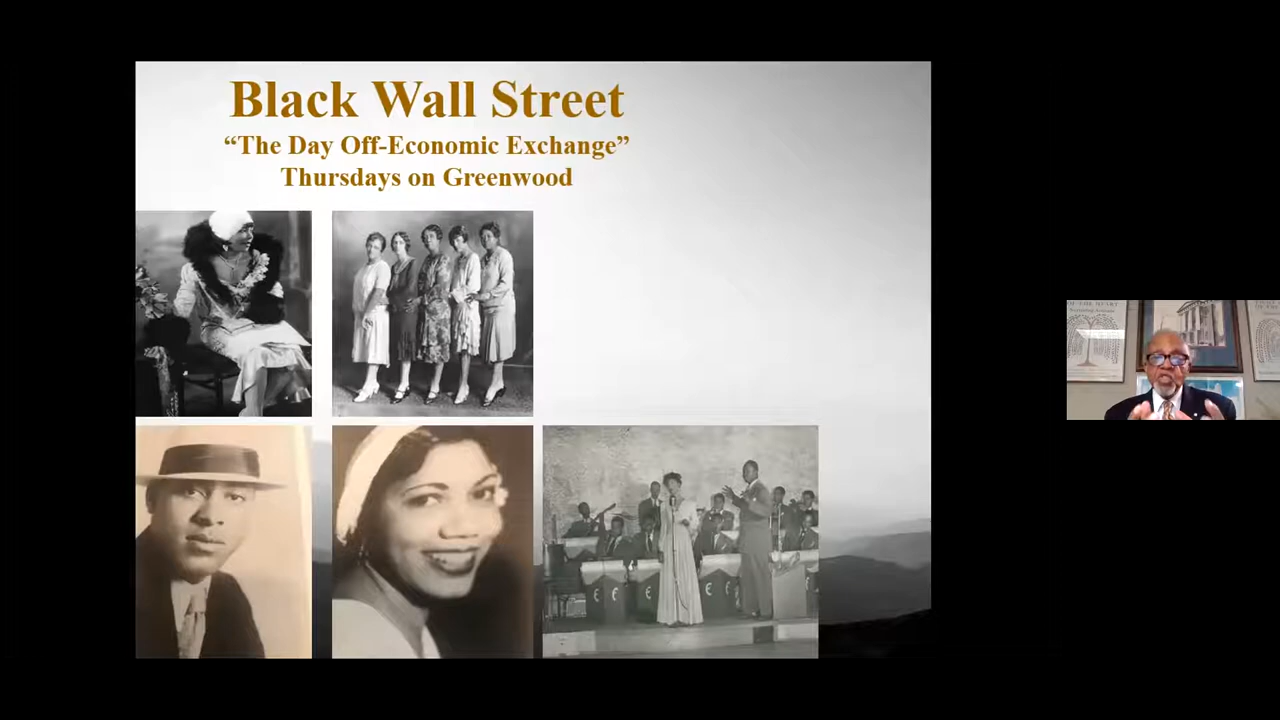 Black Wall Street
“The Day Off-Economic Exchange”
Thursdays on Greenwood